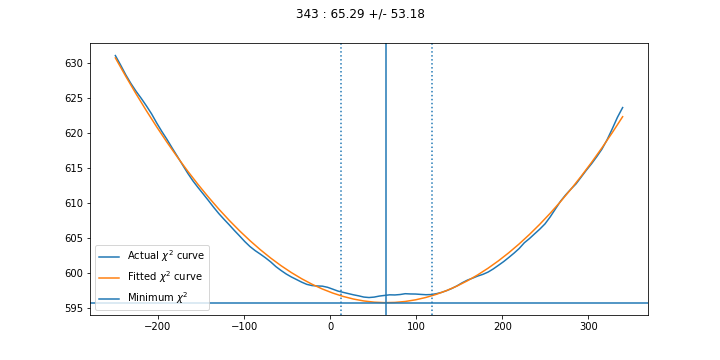 343 : 65.29 +/- 53.18
630
625
620
615
610
605
600
595
Actual χ² curve
Fitted χ² curve
Minimum χ²
−200 −100 0 100 200 300